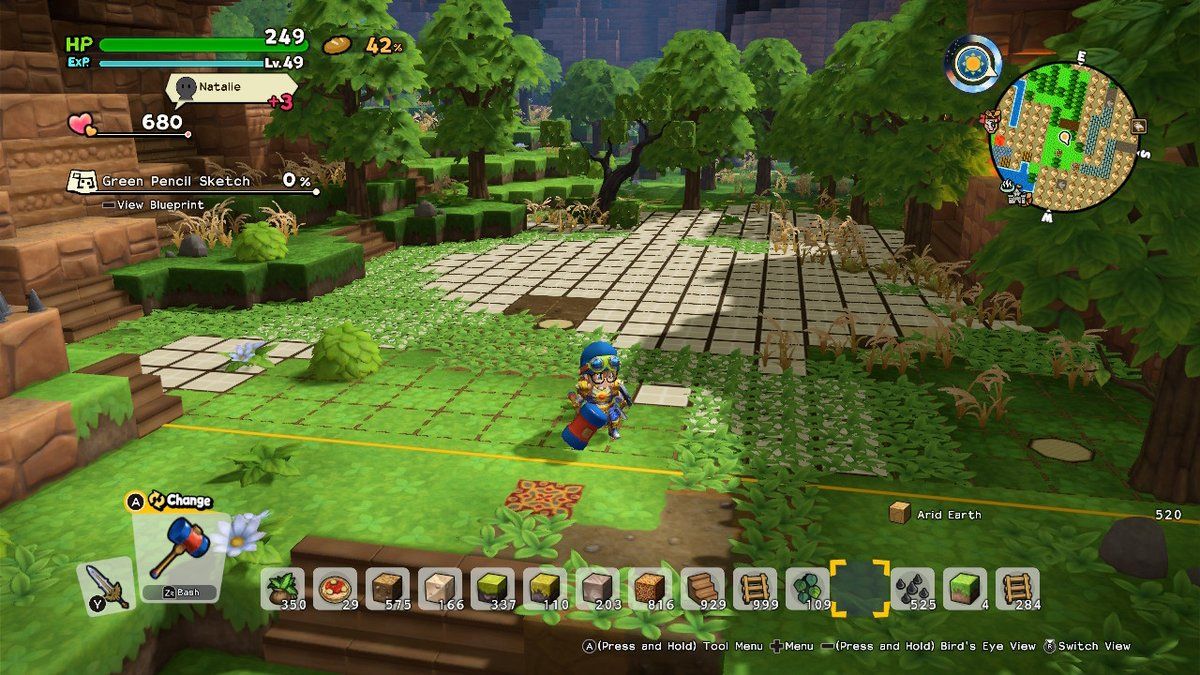 HP 249 42%
EXP. Lv.49
Natalie
+3
680
Green Pencil Sketch 0%
View Blueprint
E
S
W
A Change
Arid Earth 520
Y
ZR Bash
350 29 575 166 337 110 203 816 929 999 109 525 4 284
A(Press and Hold) Tool Menu Menu (Press and Hold) Bird's Eye View R Switch View